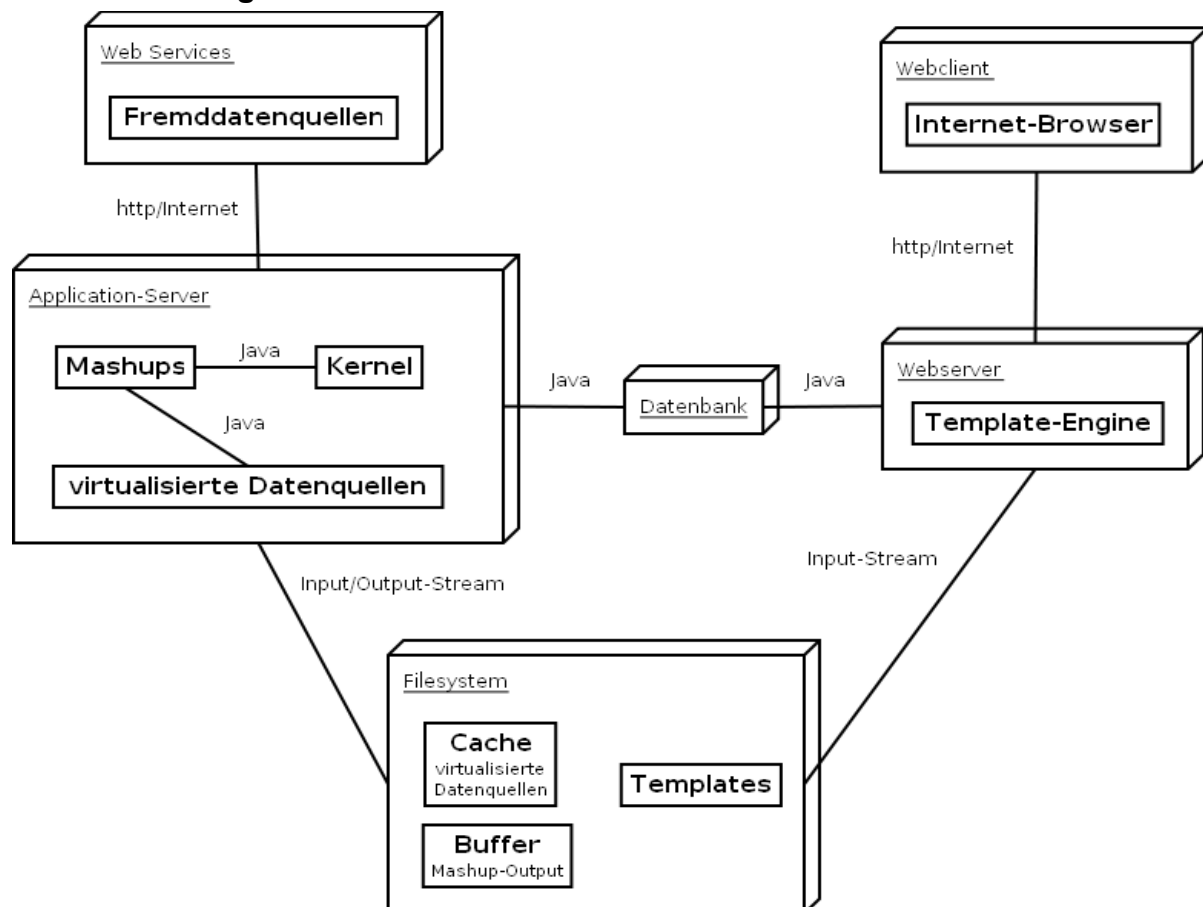 Web Services
Fremddatenquellen
Webclient
Internet-Browser
http/Internet
http/Internet
Application-Server
Mashups
Java
Kernel
Java
virtualisierte Datenquellen
Java
Datenbank
Java
Webserver
Template-Engine
Input/Output-Stream
Input-Stream
Filesystem
Cache
virtualisierte
Datenquellen
Templates
Buffer
Mashup-Output